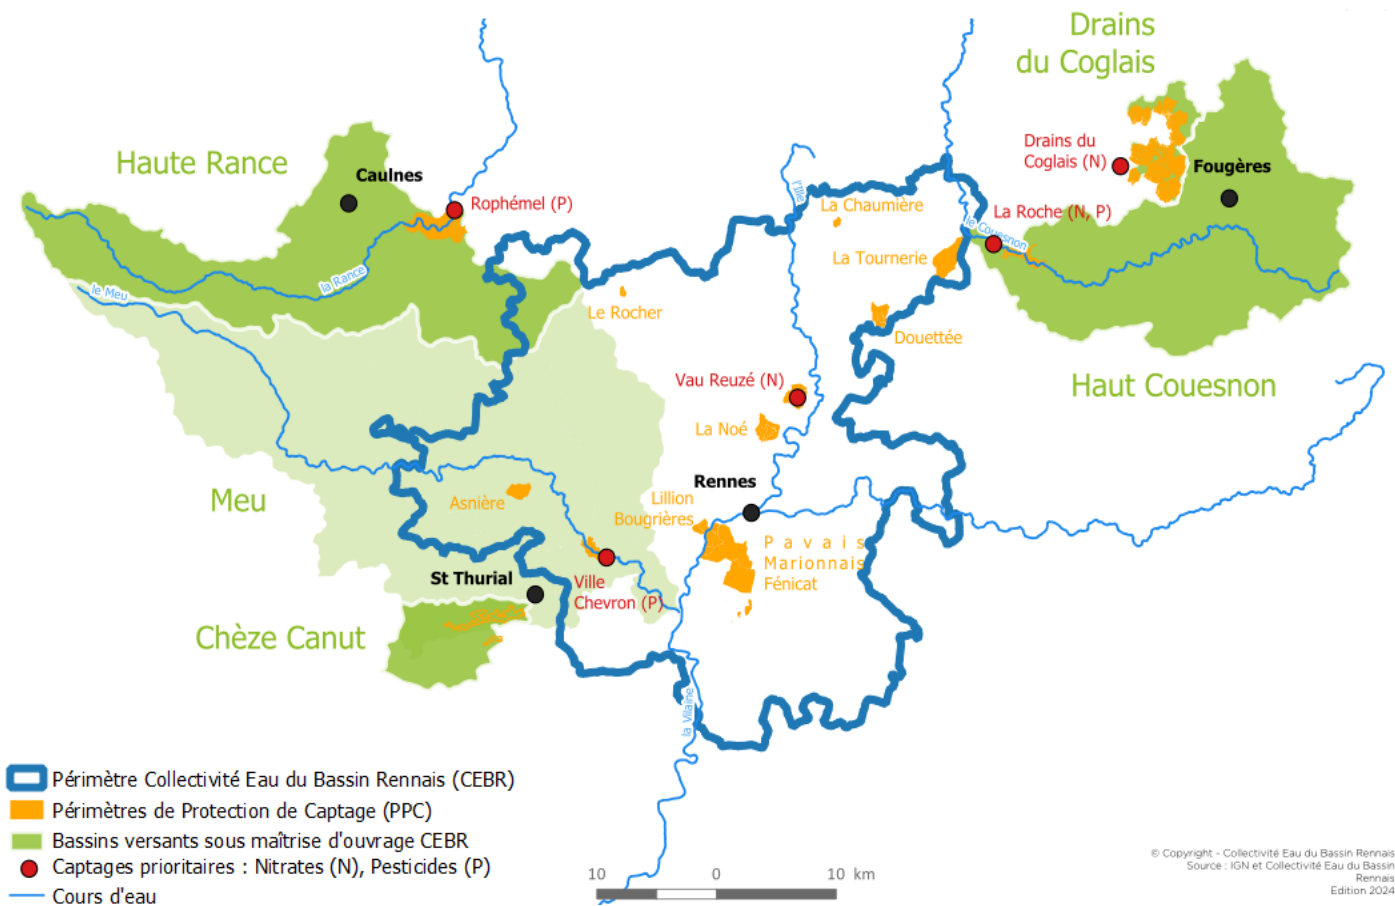 Drains
du Coglais
Haute Rance
Caulnes
Rophémel (P)
Drains du
Coglais (N)
Fougères
l'Ille
La Chaumière
La Roche (N, P)
le Couesnon
La Tournerie
la Rance
le Meu
Le Rocher
Douettée
Vau Reuzé (N)
Haut Couesnon
La Noé
Meu
Asnière
Rennes
Lillion
Bougrières
Pavais
Marionnais
Fénicat
St Thurial
Ville
Chevron (P)
Chèze Canut
la Vilaine
Périmètre Collectivité Eau du Bassin Rennais (CEBR)
Périmètres de Protection de Captage (PPC)
Bassins versants sous maîtrise d'ouvrage CEBR
Captages prioritaires : Nitrates (N), Pesticides (P)
Cours d'eau
10 0 10 km
© Copyright - Collectivité Eau du Bassin Rennais
Source : IGN et Collectivité Eau du Bassin
Rennais
Edition 2024